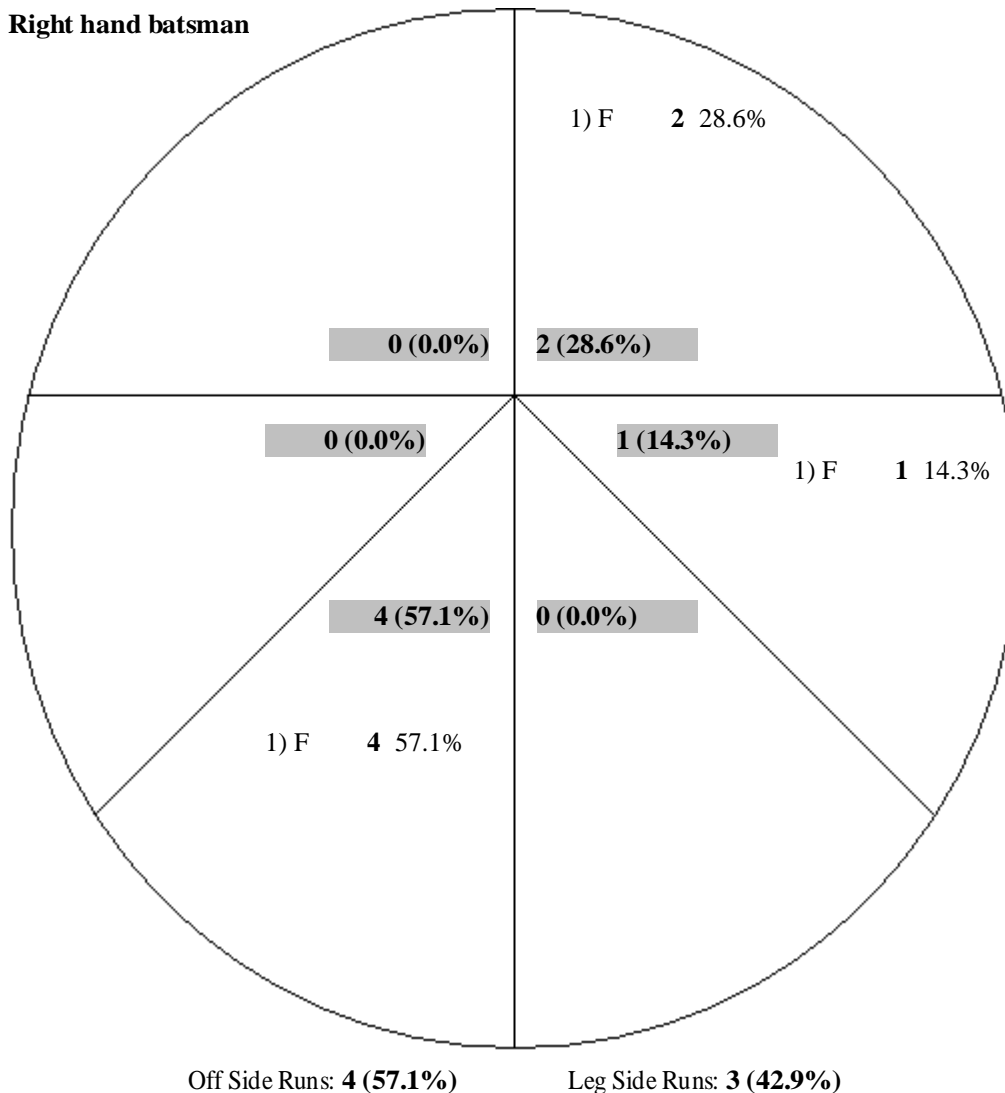 Right hand batsman
1) F 2 28.6%
0 (0.0%) 2 (28.6%)
0 (0.0%) 1 (14.3%)
1) F 1 14.3%
4 (57.1%) 0 (0.0%)
1) F 4 57.1%
Off Side Runs: 4 (57.1%) Leg Side Runs: 3 (42.9%)